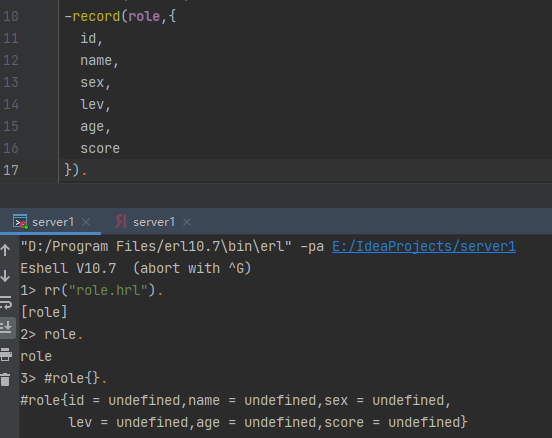 10 -record(role,{
11 id,
12 name,
13 sex,
14 lev,
15 age,
16 score
17 }).
server1 × server1 ×
"D:/Program Files/erl10.7\bin\erl" -pa E:/IdeaProjects/server1
Eshell V10.7 (abort with ^G)
1> rr("role.hrl").
[role]
2> role.
role
3> #role{}.
#role{id = undefined,name = undefined,sex = undefined,
lev = undefined,age = undefined,score = undefined}